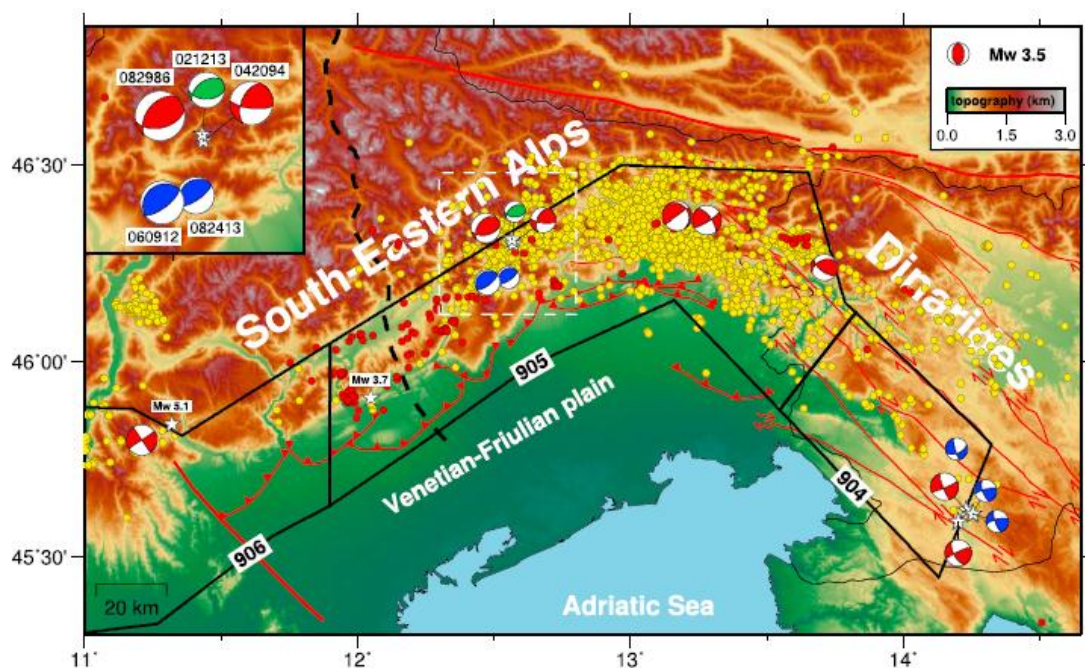 082986
021213
042094
060912
082413
Mw 3.5
topography (km)
0.0
1.5
3.0
South-Eastern Alps
Dinarides
Mw 5.1
Mw 3.7
905
Venetian-Friulian plain
904
906
20 km
Adriatic Sea
46˚30'
46˚00'
45˚30'
11˚
12˚
13˚
14˚